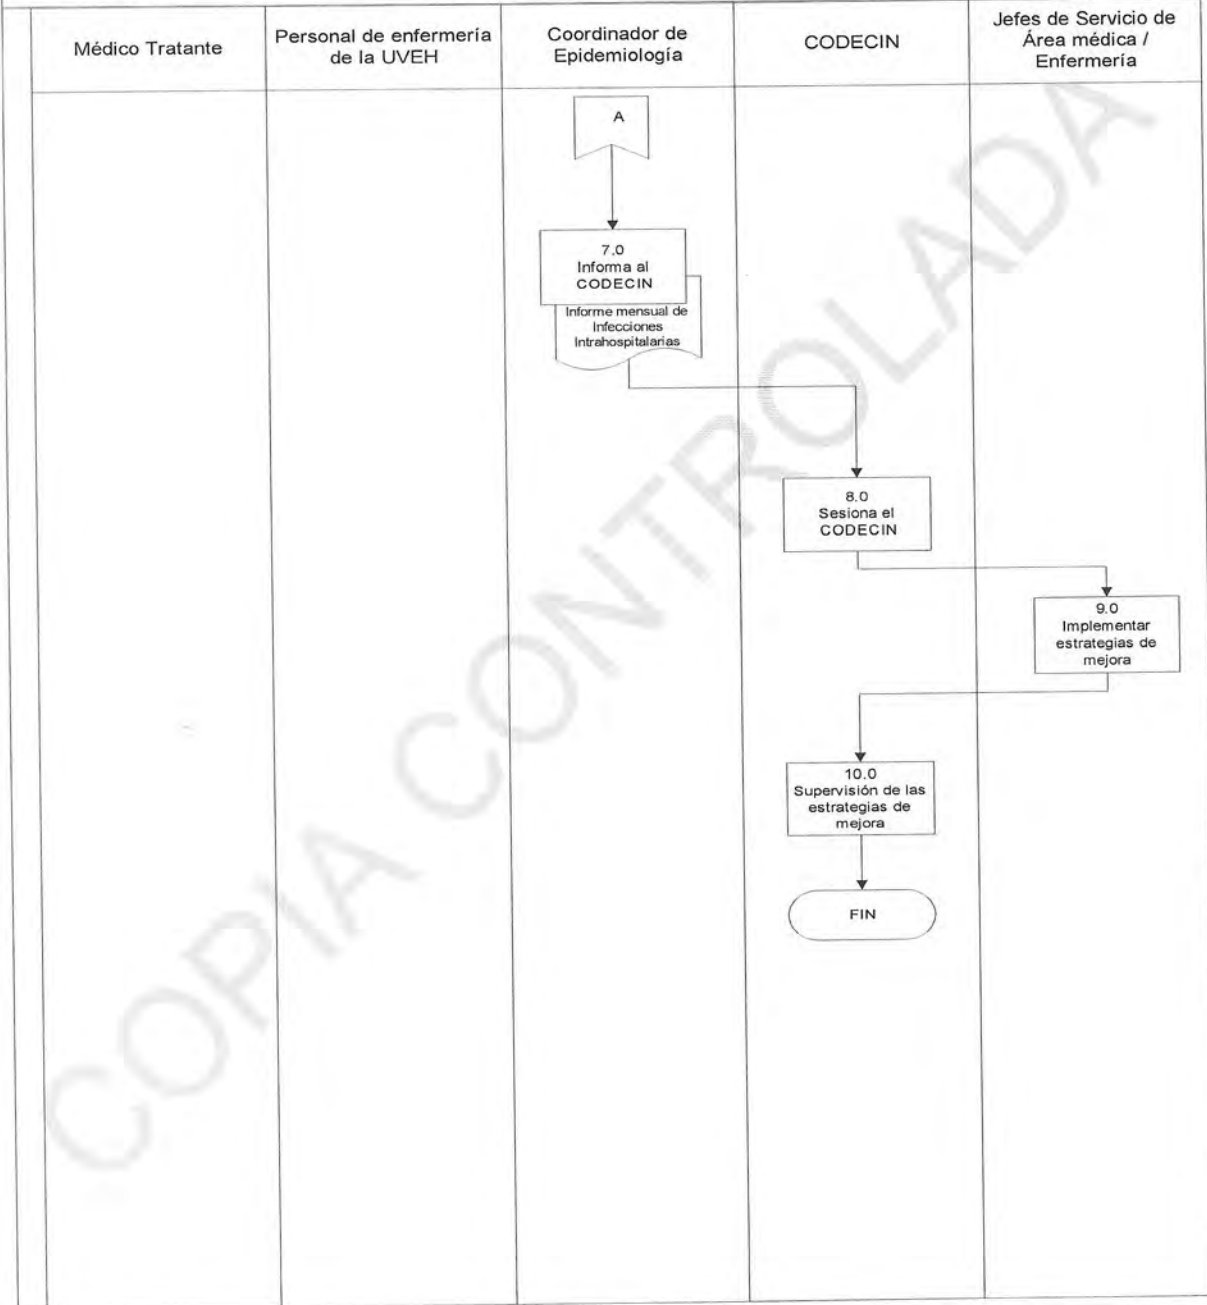 Médico Tratante
Personal de enfermería
de la UVEH
Coordinador de
Epidemiología
CODECIN
Jefes de Servicio de
Área médica /
Enfermería
A
7.0
Informa al
CODECIN
Informe mensual de
Infecciones
Intrahospitalarias
8.0
Sesiona el
CODECIN
9.0
Implementar
estrategias de
mejora
10.0
Supervisión de las
estrategias de
mejora
FIN
COPIA CONTROLADA